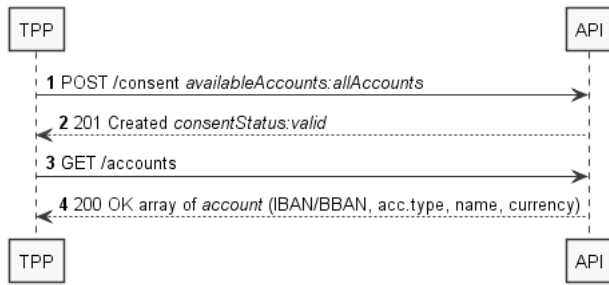 TPP API
1 POST /consent availableAccounts:allAccounts
2 201 Created consentStatus:valid
3 GET /accounts
4 200 OK array of account (IBAN/BBAN, acc.type, name, currency)
TPP API